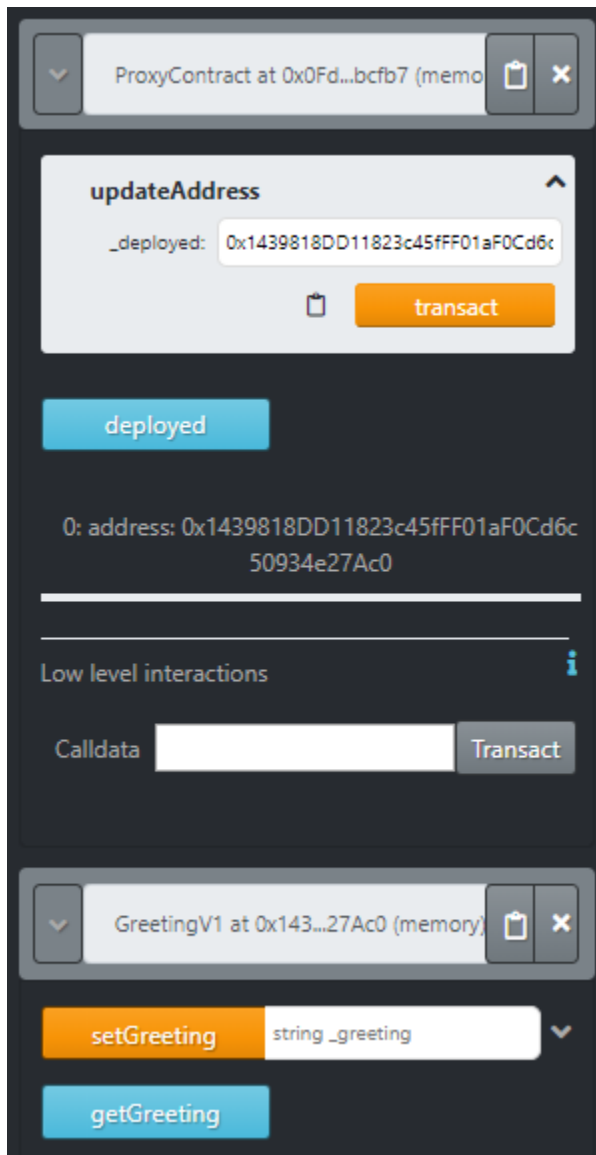 ProxyContract at 0x0Fd...bcfb7 (memo
updateAddress
_deployed: 0x1439818DD11823c45fFF01aF0Cd6c
transact
deployed
0: address: 0x1439818DD11823c45fFF01aF0Cd6c
50934e27Ac0
Low level interactions
Calldata Transact
GreetingV1 at 0x143...27Ac0 (memory)
setGreeting string _greeting
getGreeting